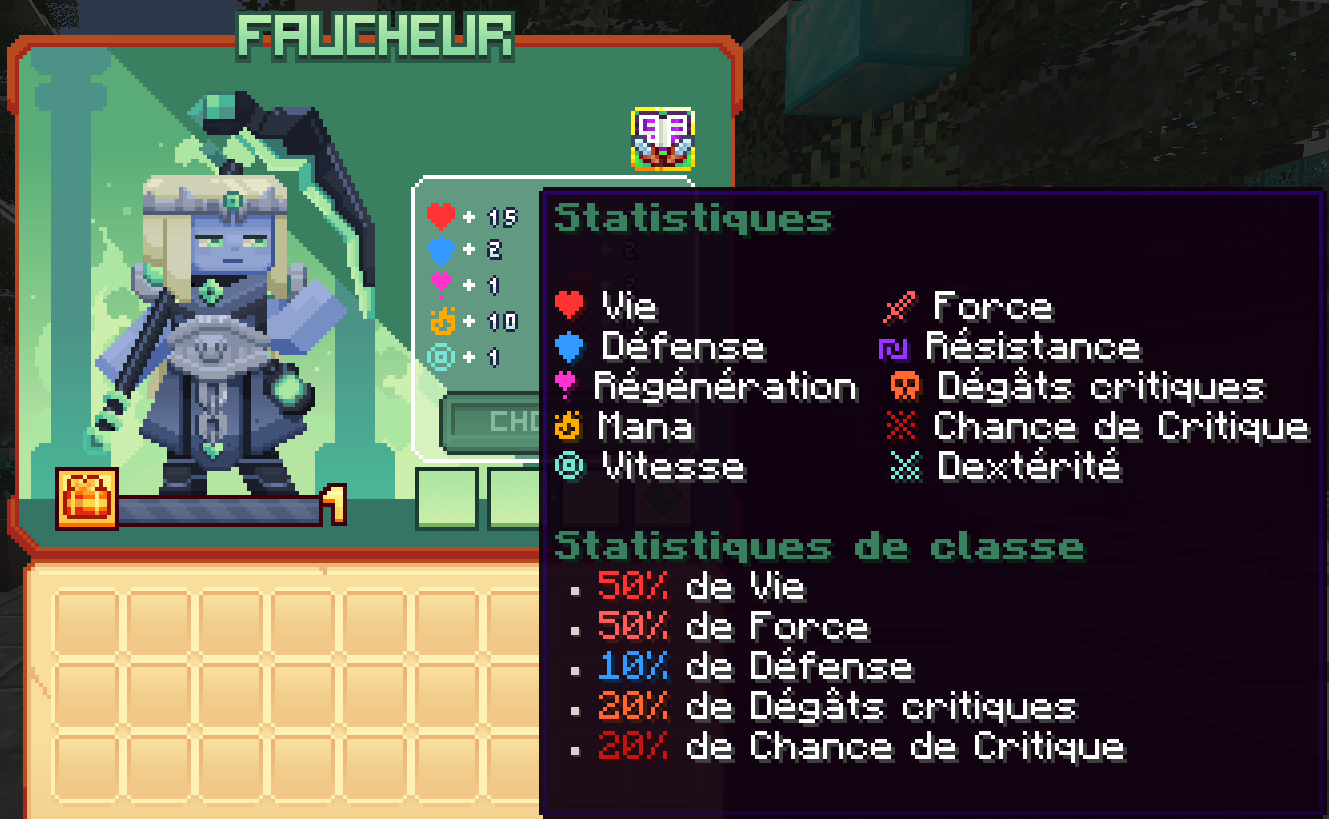 FAUCHEUR
+ 15
+ 2
+ 1
+ 10
+ 1
1
Statistiques
Vie
Force
Défense
Résistance
Régénération
Dégâts critiques
Mana
Chance de Critique
Vitesse
Dextérité
Statistiques de classe
• 50% de Vie
• 50% de Force
• 10% de Défense
• 20% de Dégâts critiques
• 20% de Chance de Critique